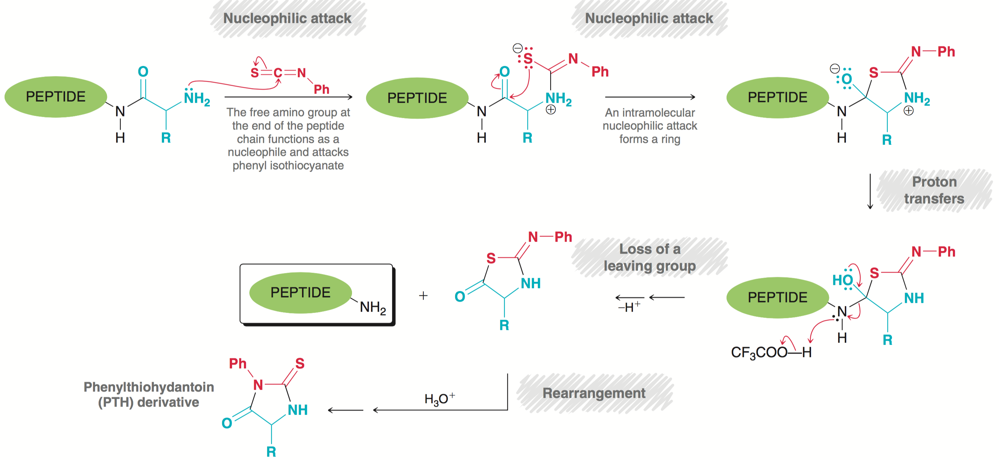 Nucleophilic attack
Nucleophilic attack
PEPTIDE
N
H
O
R
NH2
S=C=N
Ph
The free amino group at
the end of the peptide
chain functions as a
nucleophile and attacks
phenyl isothiocyanate
PEPTIDE
N
H
O
R
⊖
S
N
Ph
NH2
⊕
An intramolecular
nucleophilic attack
forms a ring
PEPTIDE
N
H
⊖
O
S
N—Ph
NH2
⊕
R
Proton
transfers
PEPTIDE
N
H
HO
S
N—Ph
NH
R
CF3COO—H
Loss of a
leaving group
–H+
PEPTIDE
NH2
+
S
N—Ph
NH
O
R
Rearrangement
H3O+
Phenylthiohydantoin
(PTH) derivative
Ph
S
N
NH
O
R